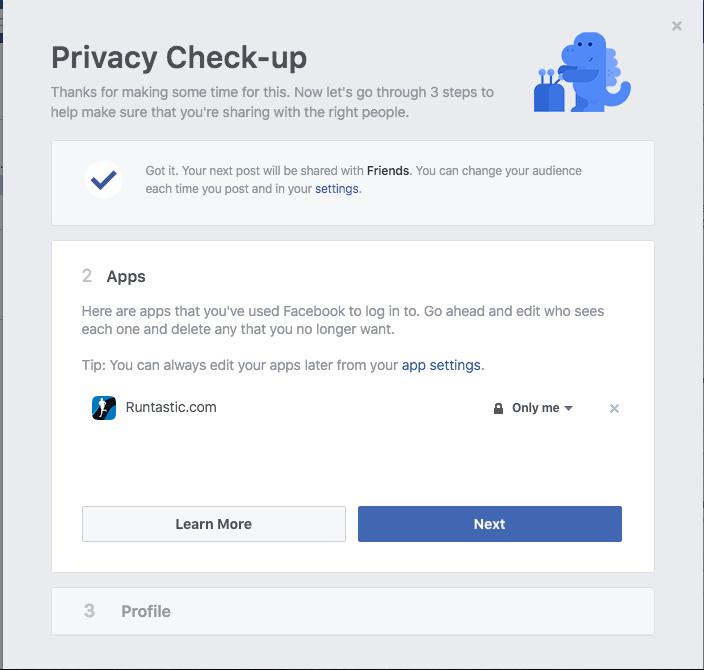 Privacy Check-up
Thanks for making some time for this. Now let's go through 3 steps to
help make sure that you're sharing with the right people.
Got it. Your next post will be shared with Friends. You can change your audience
each time you post and in your settings.
2 Apps
Here are apps that you've used Facebook to log in to. Go ahead and edit who sees
each one and delete any that you no longer want.
Tip: You can always edit your apps later from your app settings.
Runtastic.com Only me
Learn More Next
3 Profile